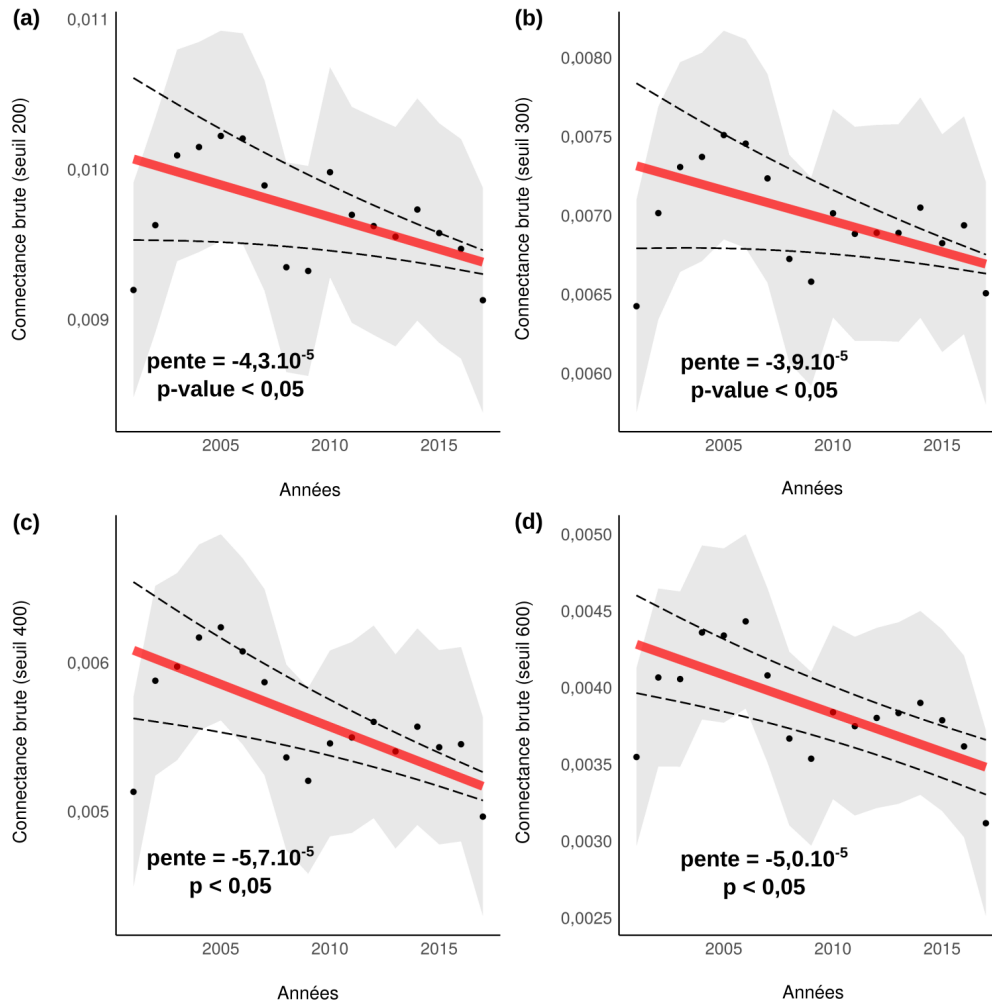 (a)
Connectance brute (seuil 200)
0,011
0,010
0,009
pente = -4,3.10⁻⁵
p-value < 0,05
2005 2010 2015
Années
(b)
Connectance brute (seuil 300)
0,0080
0,0075
0,0070
0,0065
0,0060
pente = -3,9.10⁻⁵
p-value < 0,05
2005 2010 2015
Années
(c)
Connectance brute (seuil 400)
0,006
0,005
pente = -5,7.10⁻⁵
p < 0,05
2005 2010 2015
Années
(d)
Connectance brute (seuil 600)
0,0050
0,0045
0,0040
0,0035
0,0030
0,0025
pente = -5,0.10⁻⁵
p < 0,05
2005 2010 2015
Années